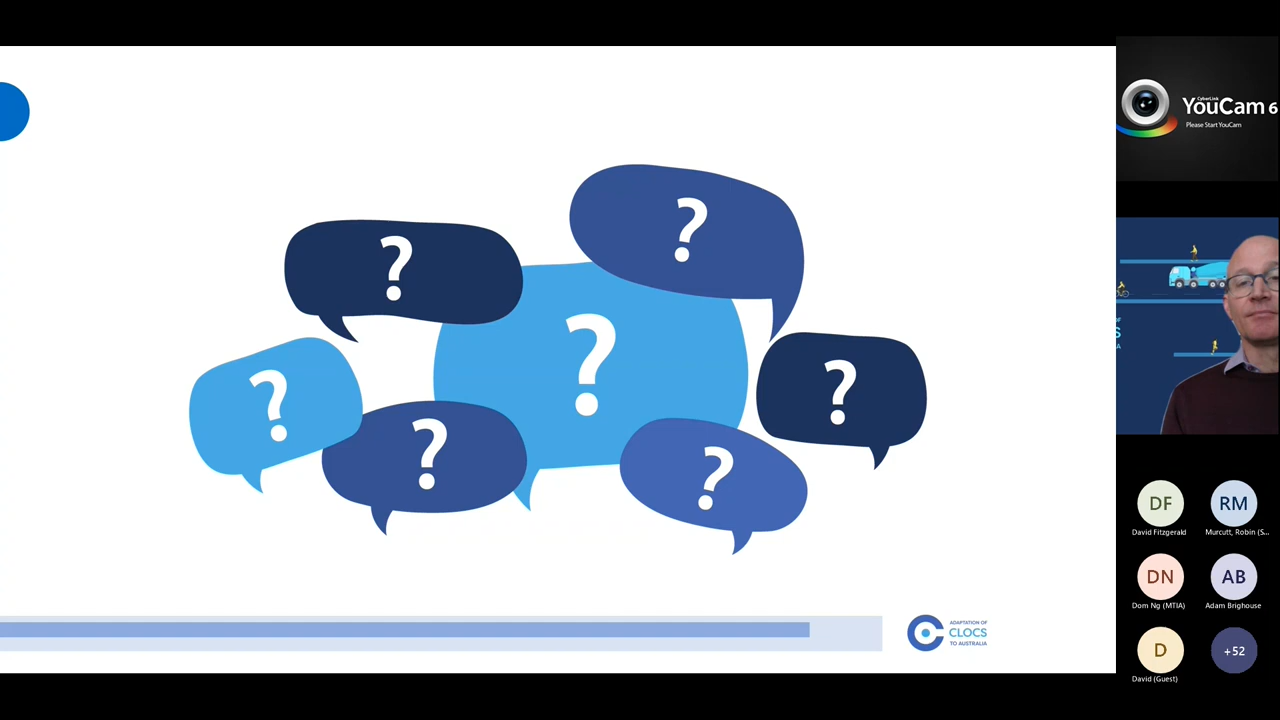 ?
?
?
?
?
?
?
ADAPTATION OF
CLOCS
TO AUSTRALIA
CyberLink
YouCam 6
Please Start YouCam
DF
David Fitzgerald
RM
Murcutt, Robin (S...
DN
Dom Ng (MTIA)
AB
Adam Brighouse
D
David (Guest)
+52